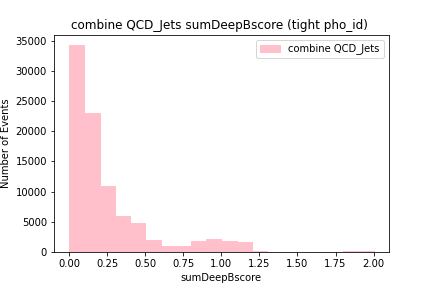 combine QCD_Jets sumDeepBscore (tight pho_id)
combine QCD_Jets
Number of Events
35000
30000
25000
20000
15000
10000
5000
0
0.00 0.25 0.50 0.75 1.00 1.25 1.50 1.75 2.00
sumDeepBscore